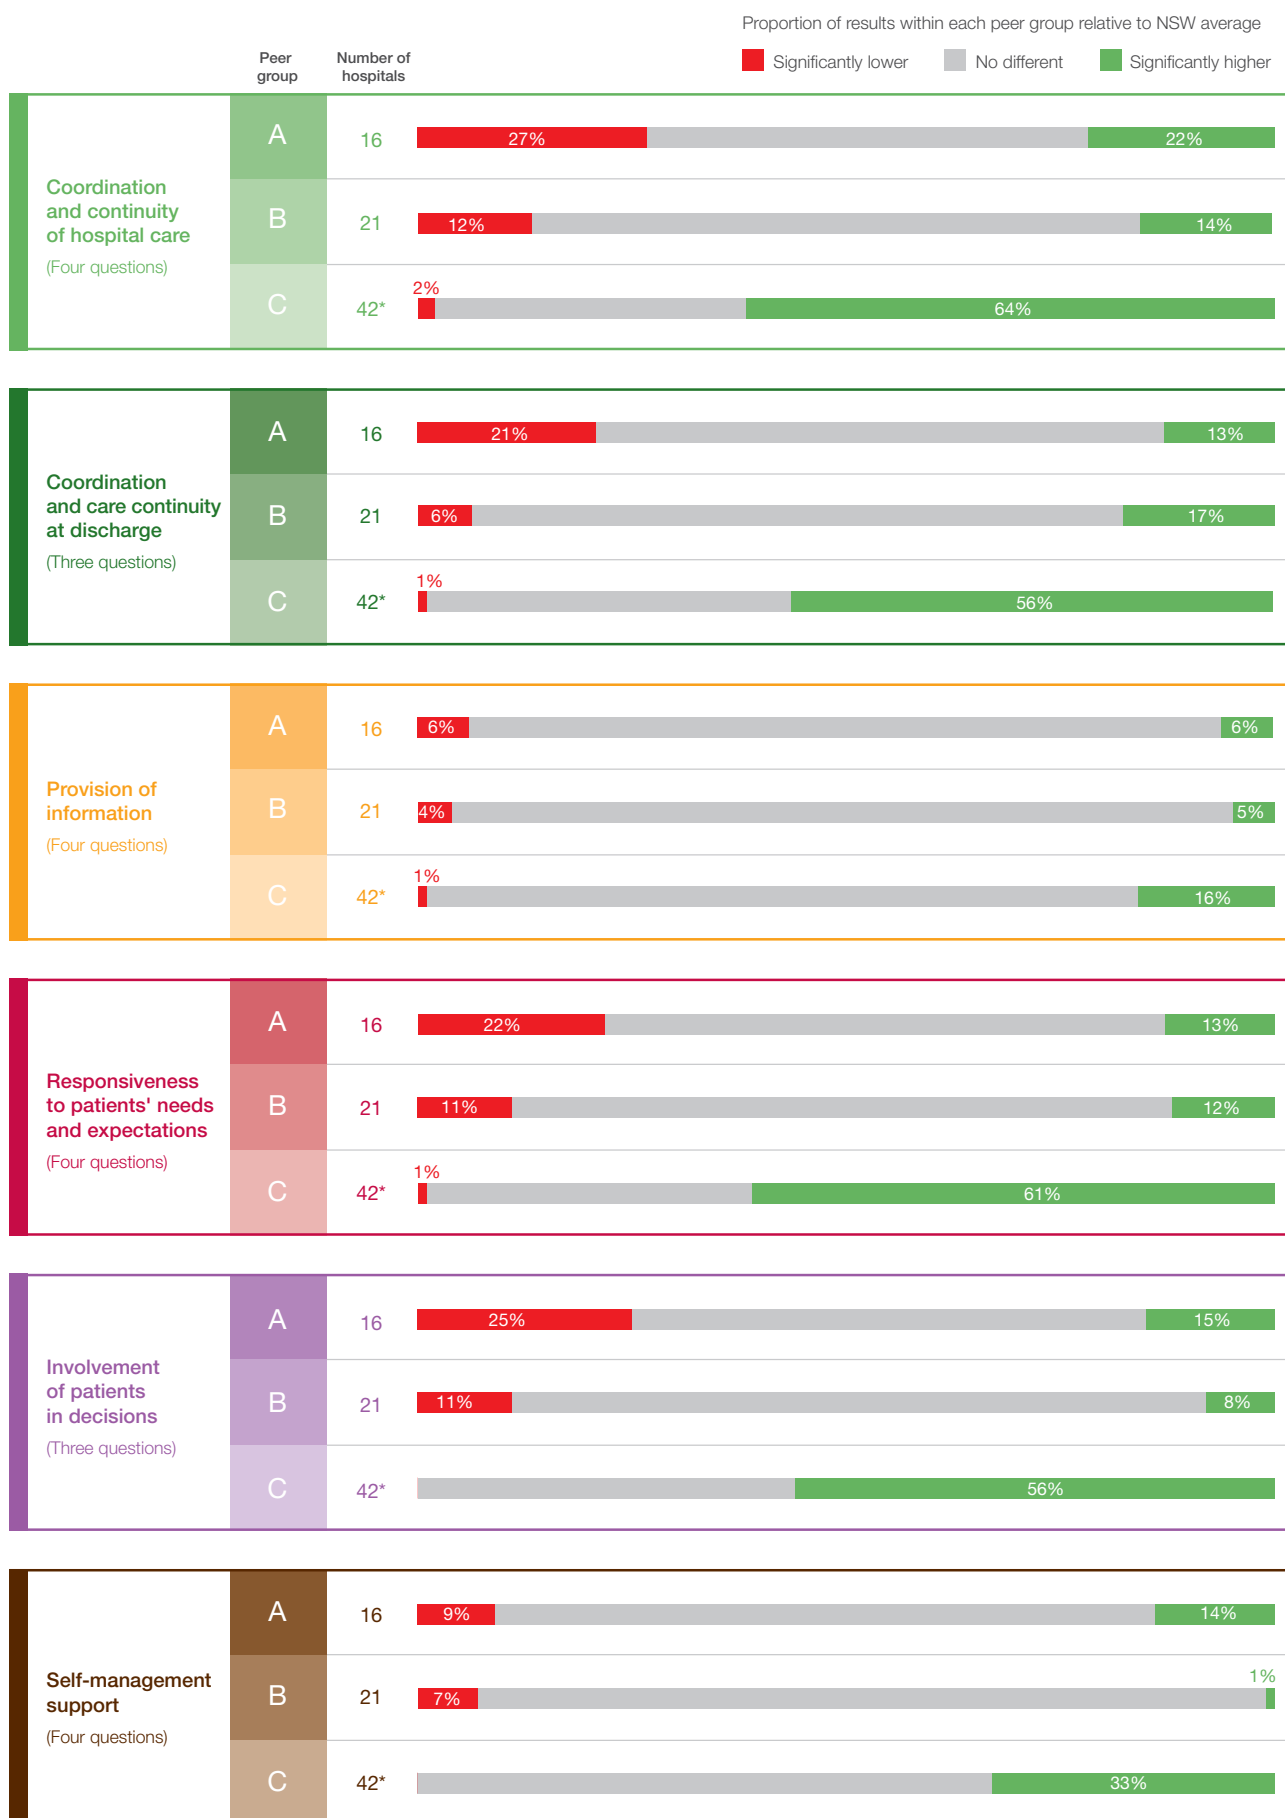 Proportion of results within each peer group relative to NSW average
Peer group
Number of hospitals
Significantly lower
No different
Significantly higher
Coordination
and continuity
of hospital care
(Four questions)
A
16
27%
22%
B
21
12%
14%
C
42*
2%
64%
Coordination
and care continuity
at discharge
(Three questions)
A
16
21%
13%
B
21
6%
17%
C
42*
1%
56%
Provision of
information
(Four questions)
A
16
6%
6%
B
21
4%
5%
C
42*
1%
16%
Responsiveness
to patients' needs
and expectations
(Four questions)
A
16
22%
13%
B
21
11%
12%
C
42*
1%
61%
Involvement
of patients
in decisions
(Three questions)
A
16
25%
15%
B
21
11%
8%
C
42*
56%
Self-management
support
(Four questions)
A
16
9%
14%
B
21
7%
1%
C
42*
33%